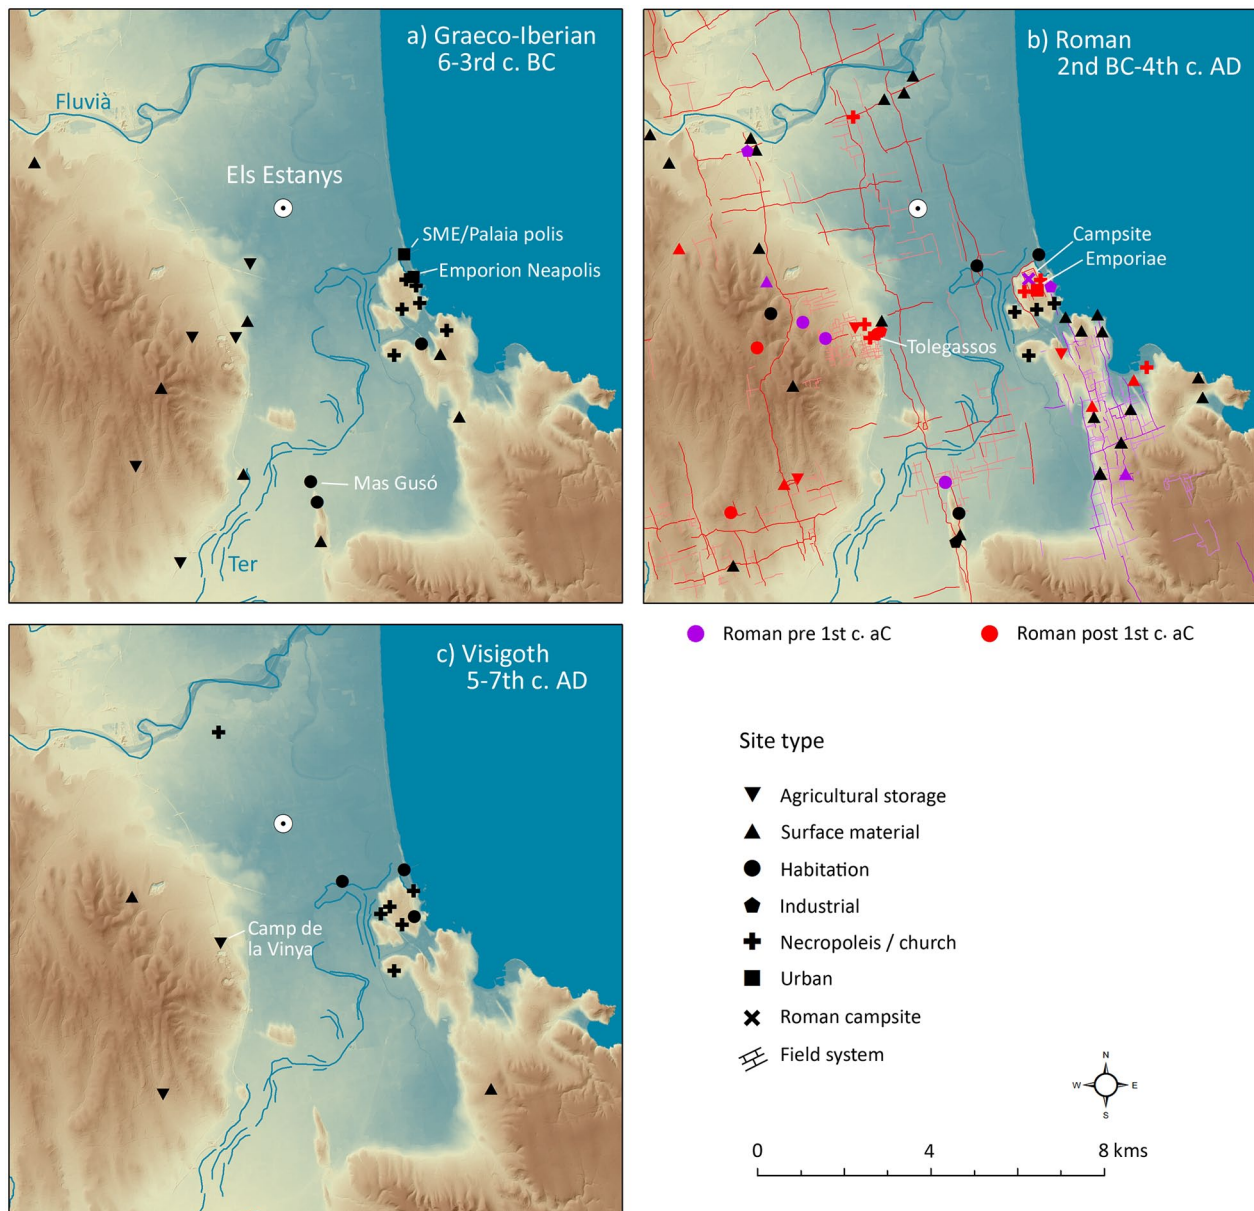 a) Graeco-Iberian
6-3rd c. BC
Fluvià
Els Estanys
SME/Palaia polis
Emporion Neapolis
Mas Gusó
Ter
b) Roman
2nd BC-4th c. AD
Campsite
Emporiae
Tolegassos
Roman pre 1st c. aC
Roman post 1st c. aC
c) Visigoth
5-7th c. AD
Camp de
la Vinya
Site type
Agricultural storage
Surface material
Habitation
Industrial
Necropoleis / church
Urban
Roman campsite
Field system
N
W E
S
0 4 8 kms